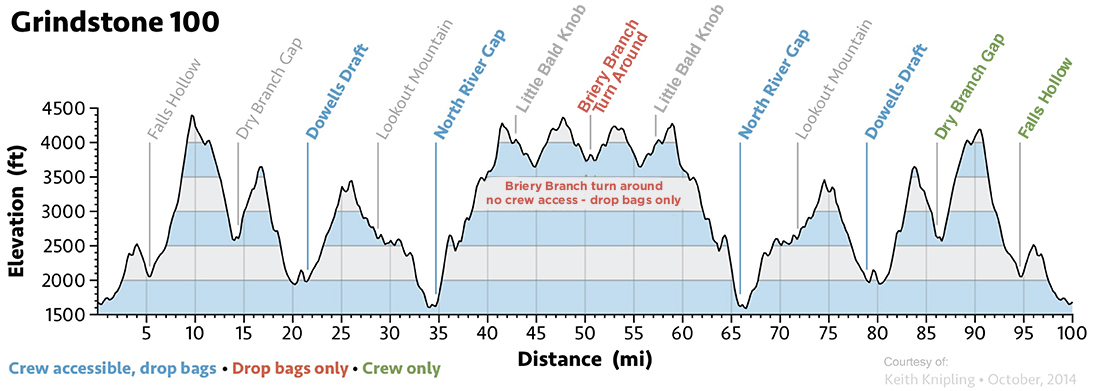 Grindstone 100
Falls Hollow
Dry Branch Gap
Dowells Draft
Lookout Mountain
North River Gap
Little Bald Knob
Briery Branch
Turn Around
Little Bald Knob
North River Gap
Lookout Mountain
Dowells Draft
Dry Branch Gap
Falls Hollow
Elevation (ft)
4500
4000
3500
3000
2500
2000
1500
Briery Branch turn around
no crew access - drop bags only
5 10 15 20 25 30 35 40 45 50 55 60 65 70 75 80 85 90 95 100
Distance (mi)
Crew accessible, drop bags • Drop bags only • Crew only
Courtesy of:
Keith Knipling • October, 2014